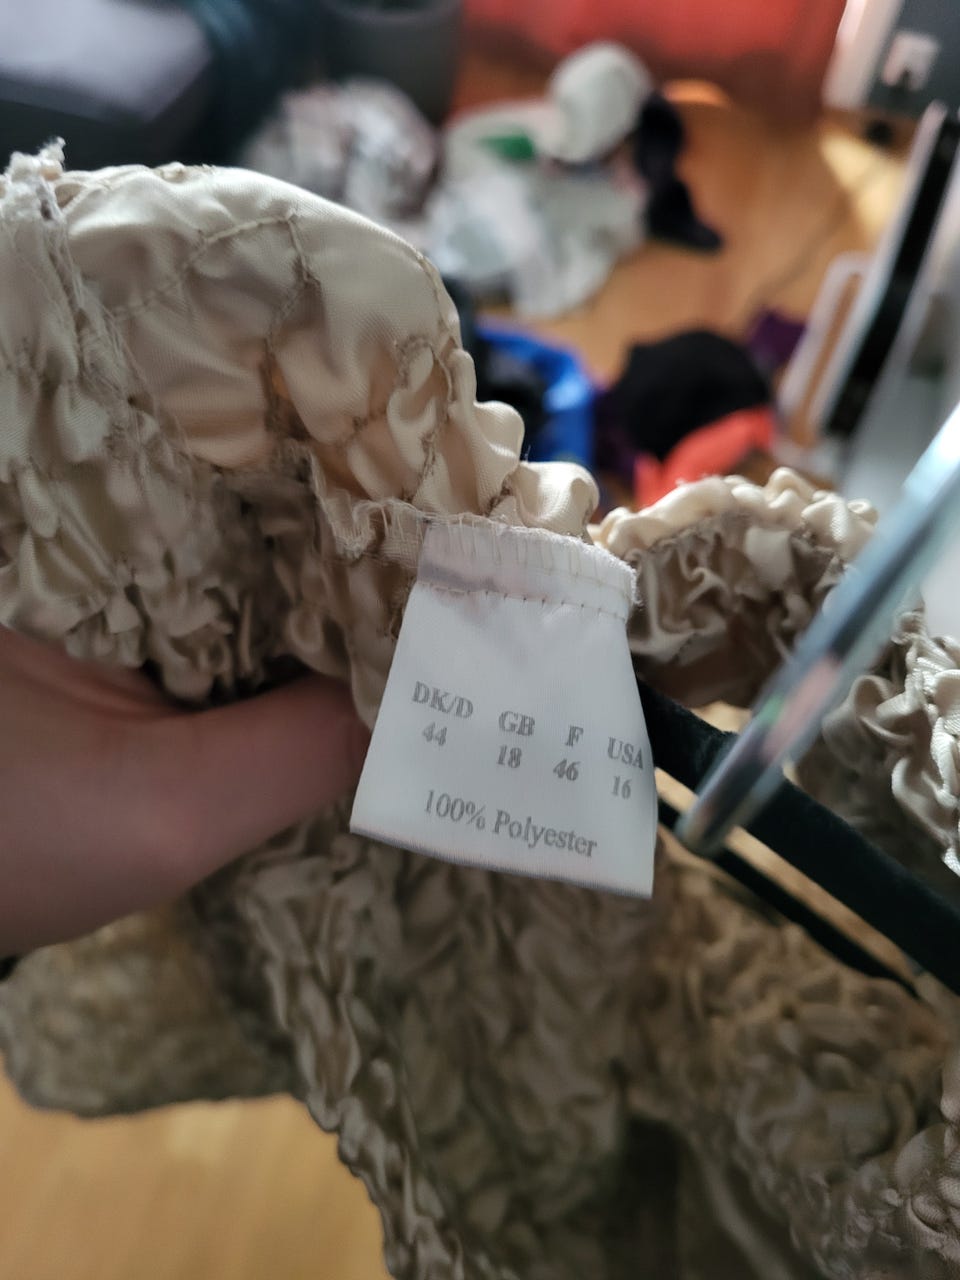 DK/D GB F USA
44 18 46 16
100% Polyester